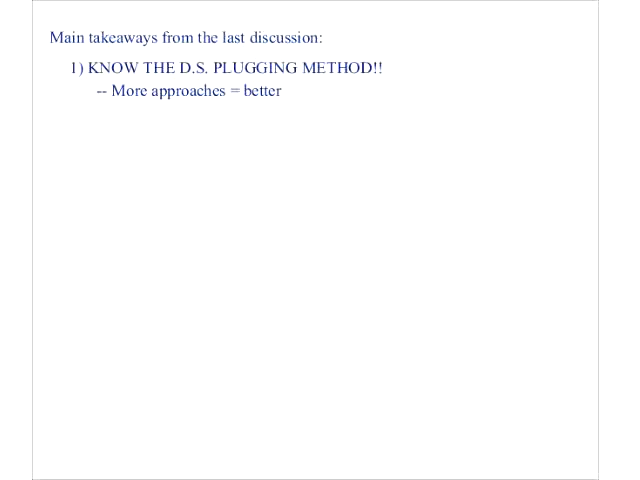 Main takeaways from the last discussion:
1) KNOW THE D.S. PLUGGING METHOD!!
-- More approaches = better